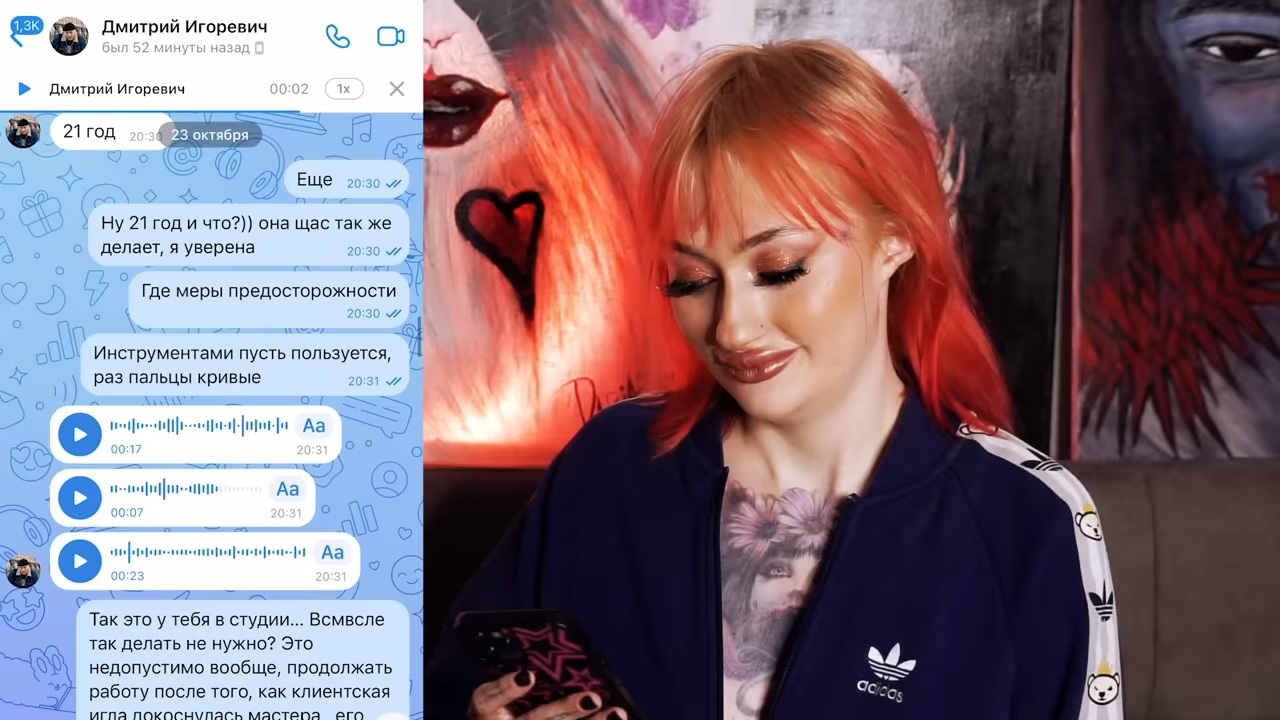 1,3K
Дмитрий Игоревич
был 52 минуты назад
Дмитрий Игоревич
00:02
1x
21 год
20:30
23 октября
Еще
20:30
Ну 21 год и что?)) она щас так же
делает, я уверена
20:30
Где меры предосторожности
20:30
Инструментами пусть пользуется,
раз пальцы кривые
20:31
Aa
00:17
20:31
Aa
00:07
20:31
Aa
00:23
20:31
Так это у тебя в студии... Всмвсле
так делать не нужно? Это
недопустимо вообще, продолжать
работу после того, как клиентская
игла докоснулась мастера его
adidas